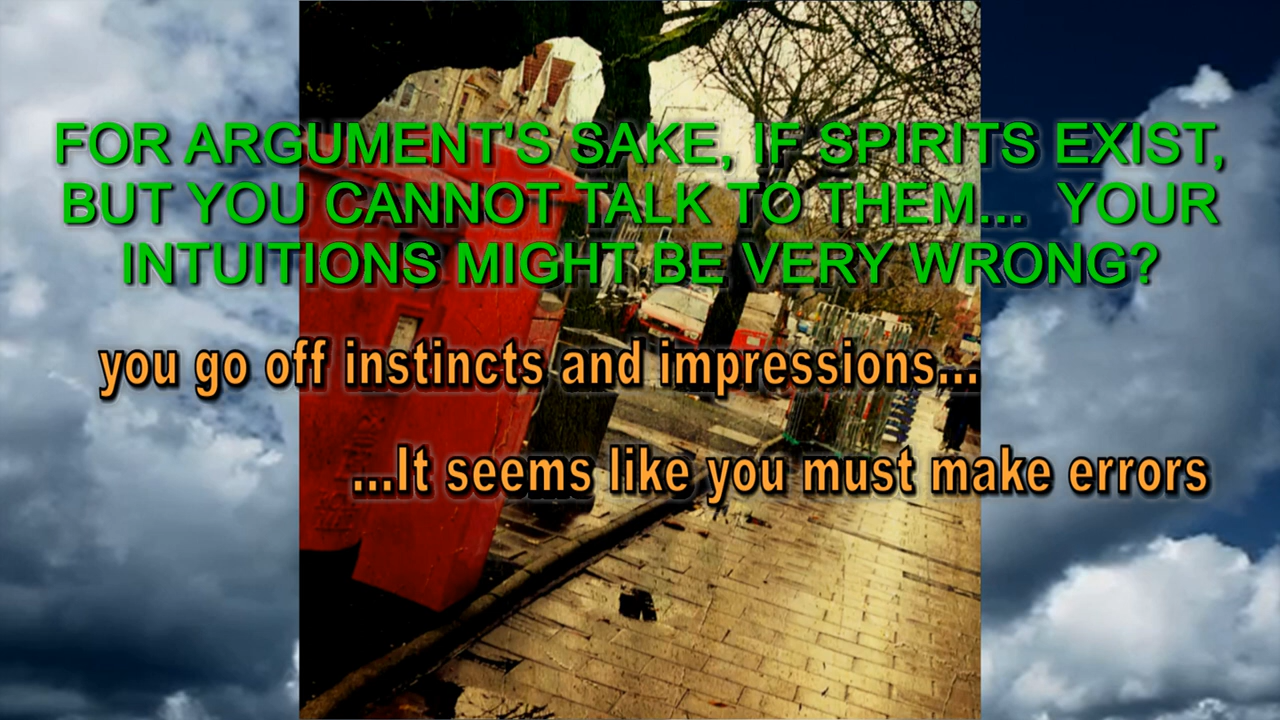 FOR ARGUMENT'S SAKE, IF SPIRITS EXIST,
BUT YOU CANNOT TALK TO THEM... YOUR
INTUITIONS MIGHT BE VERY WRONG?
you go off instincts and impressions...
...It seems like you must make errors